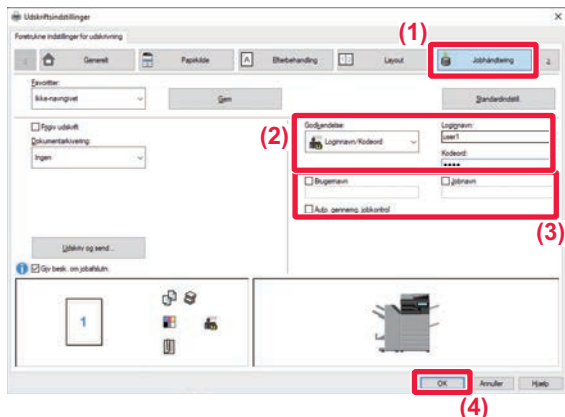 Udskriftsindstillinger
Foretrukne indstillinger for udskrivning
(1)
Generelt Papirkilde Efterbehandling Layout Jobhåndtering
Favoritter:
Ikke-navngivet Gem Standardindstil.
(2)
Frigiv udskrift Godkendelse: Loginnavn:
Dokumentarkivering: Loginnavn/Kodeord user1
Ingen Kodeord:
••••
Brugernavn Jobnavn
Auto. gennemg. jobkontrol
(3)
Udskriv og send...
Giv besk. om jobafslutn.
1
OK Annuller Hjælp
(4)